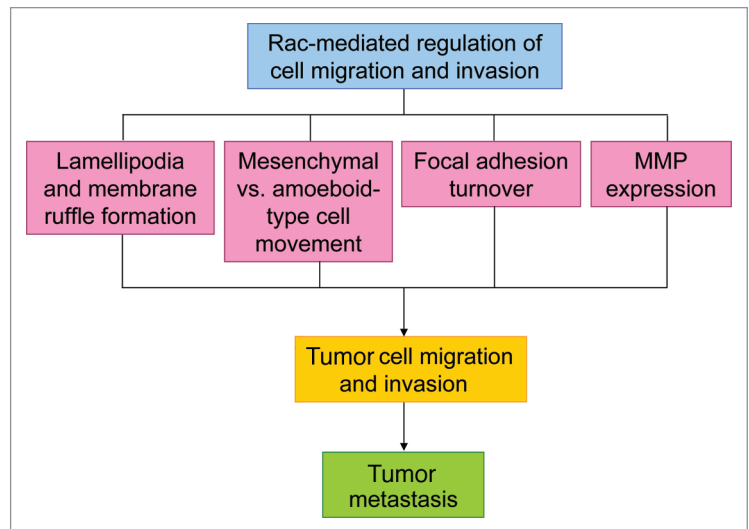 Rac-mediated regulation of
cell migration and invasion
Lamellipodia
and membrane
ruffle formation
Mesenchymal
vs. amoeboid-
type cell
movement
Focal adhesion
turnover
MMP
expression
Tumor cell migration
and invasion
Tumor
metastasis